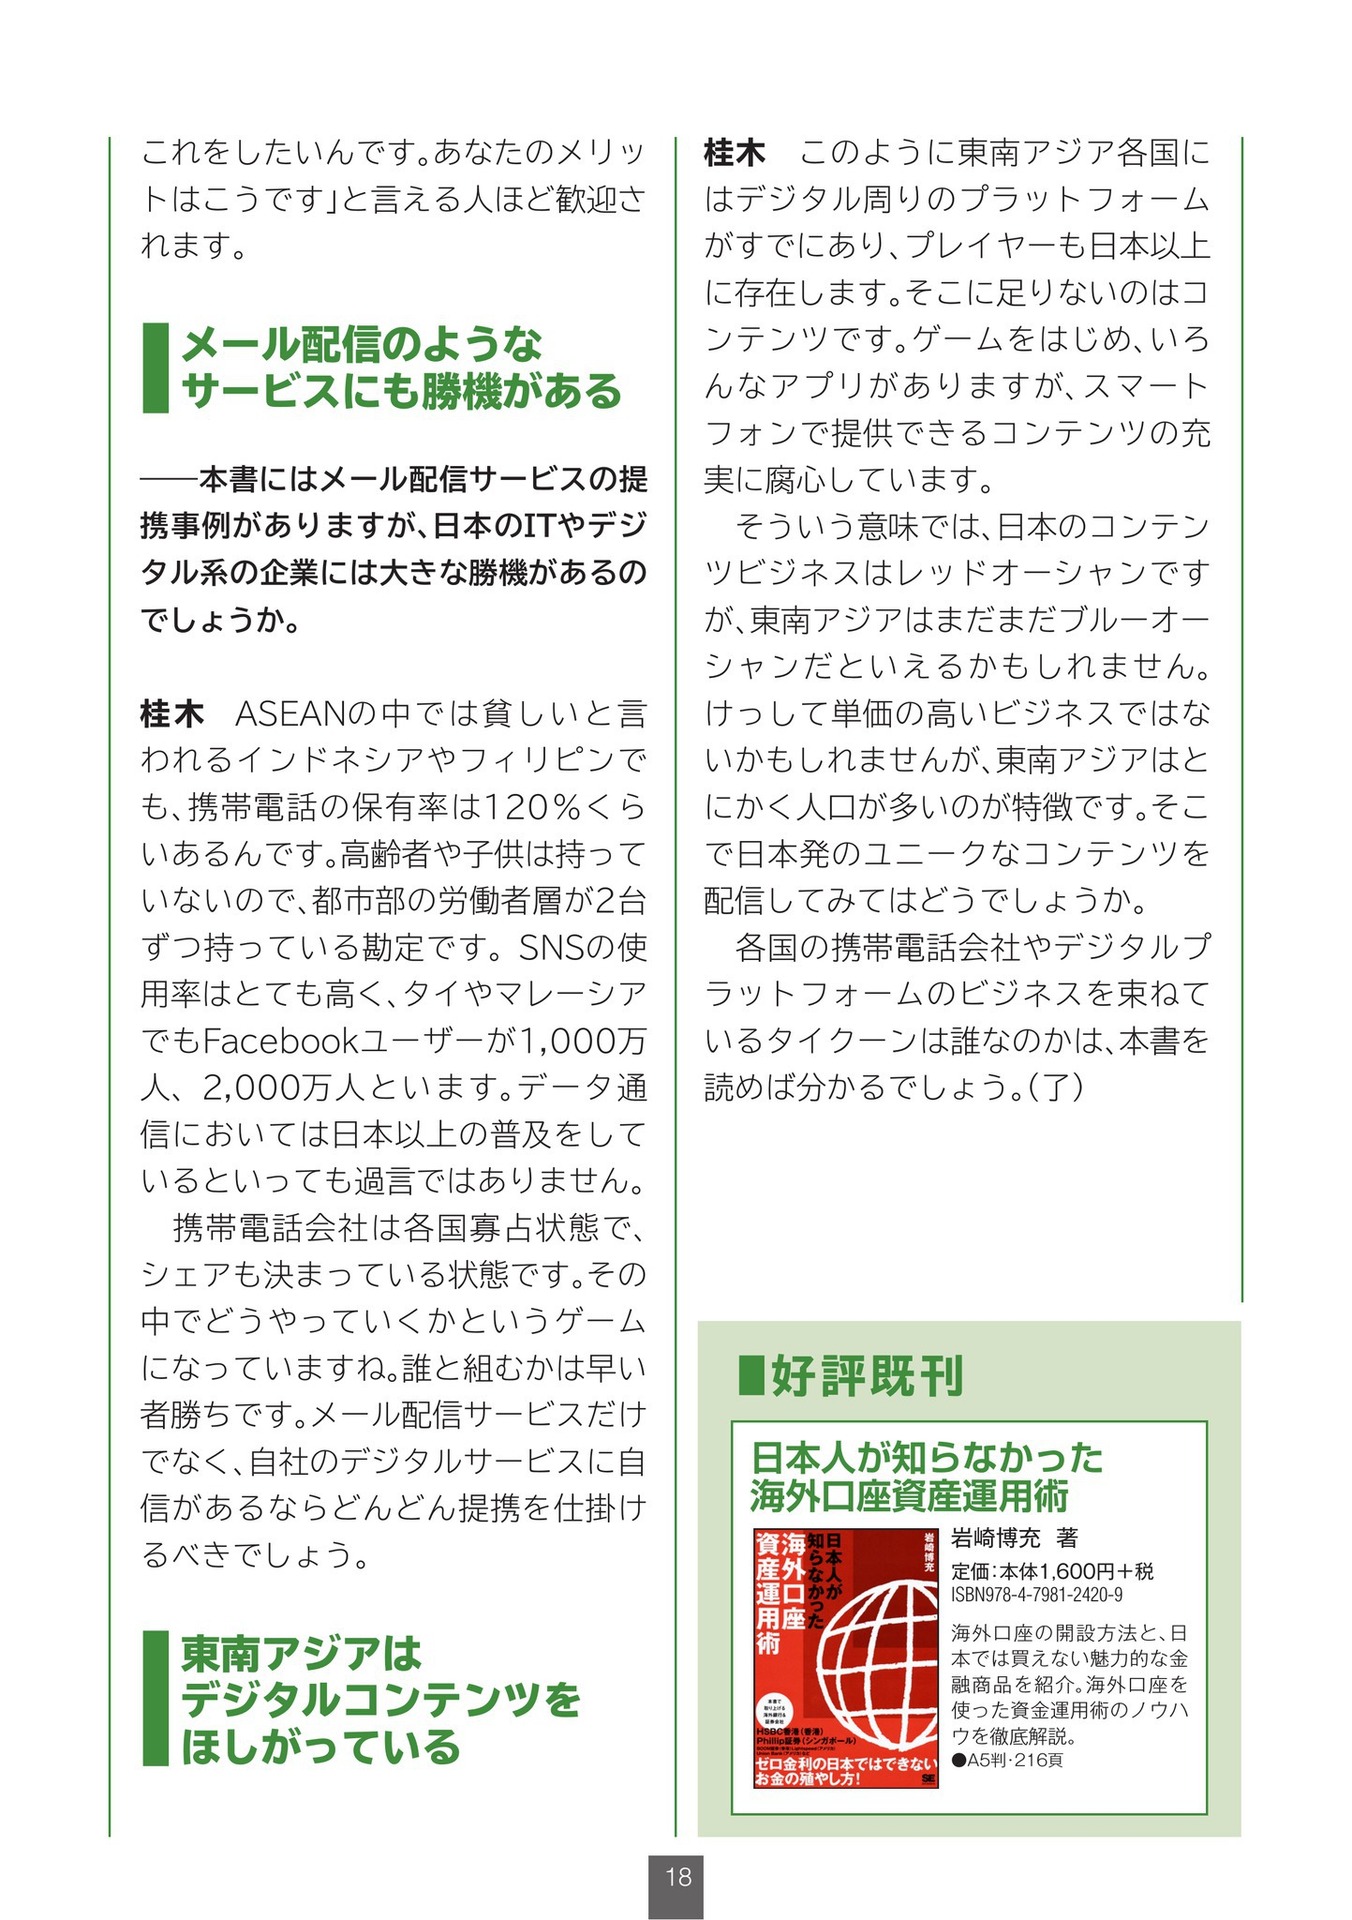 これをしたいんです。あなたのメリッ
トはこうです」と言える人ほど歓迎さ
れます。
メール配信のような
サービスにも勝機がある
──本書にはメール配信サービスの提
携事例がありますが、日本のITやデジ
タル系の企業には大きな勝機があるの
でしょうか。
桂木　ASEANの中では貧しいと言
われるインドネシアやフィリピンで
も、携帯電話の保有率は120％くら
いあるんです。高齢者や子供は持って
いないので、都市部の労働者層が2台
ずつ持っている勘定です。SNSの使
用率はとても高く、タイやマレーシア
でもFacebookユーザーが1,000万
人、2,000万人といます。データ通
信においては日本以上の普及をして
いるといっても過言ではありません。
　携帯電話会社は各国寡占状態で、
シェアも決まっている状態です。その
中でどうやっていくかというゲーム
になっていますね。誰と組むかは早い
者勝ちです。メール配信サービスだけ
でなく、自社のデジタルサービスに自
信があるならどんどん提携を仕掛け
るべきでしょう。
東南アジアは
デジタルコンテンツを
ほしがっている
桂木　このように東南アジア各国に
はデジタル周りのプラットフォーム
がすでにあり、プレイヤーも日本以上
に存在します。そこに足りないのはコ
ンテンツです。ゲームをはじめ、いろ
んなアプリがありますが、スマート
フォンで提供できるコンテンツの充
実に腐心しています。
　そういう意味では、日本のコンテン
ツビジネスはレッドオーシャンです
が、東南アジアはまだまだブルーオー
シャンだといえるかもしれません。
けっして単価の高いビジネスではな
いかもしれませんが、東南アジアはと
にかく人口が多いのが特徴です。そこ
で日本発のユニークなコンテンツを
配信してみてはどうでしょうか。
　各国の携帯電話会社やデジタルプ
ラットフォームのビジネスを束ねて
いるタイクーンは誰なのかは、本書を
読めば分かるでしょう。（了）
■好評既刊
日本人が知らなかった
海外口座資産運用術
岩崎博充
日本人が
知らなかった
海外口座
資産運用術
本書で
取り上げる
海外銀行&
証券会社
HSBC香港（香港）
Phillip証券（シンガポール）
ゼロ金利の日本ではできない
お金の殖やし方！
SE
岩崎博充 著
定価：本体1,600円＋税
ISBN978-4-7981-2420-9
海外口座の開設方法と、日
本では買えない魅力的な金
融商品を紹介。海外口座を
使った資金運用術のノウハ
ウを徹底解説。
●A5判・216頁
18